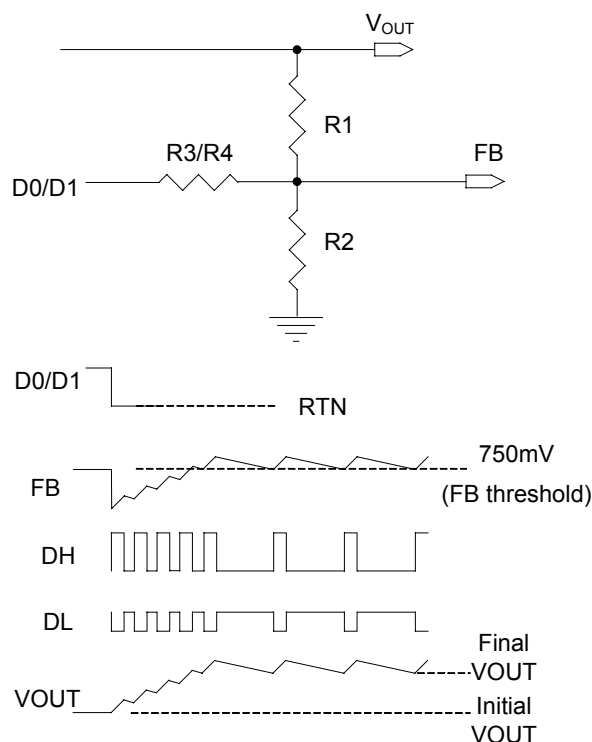 VOUT
R1
R3/R4
FB
D0/D1
R2
D0/D1
RTN
750mV
FB
(FB threshold)
DH
DL
Final
VOUT
VOUT
Initial
VOUT